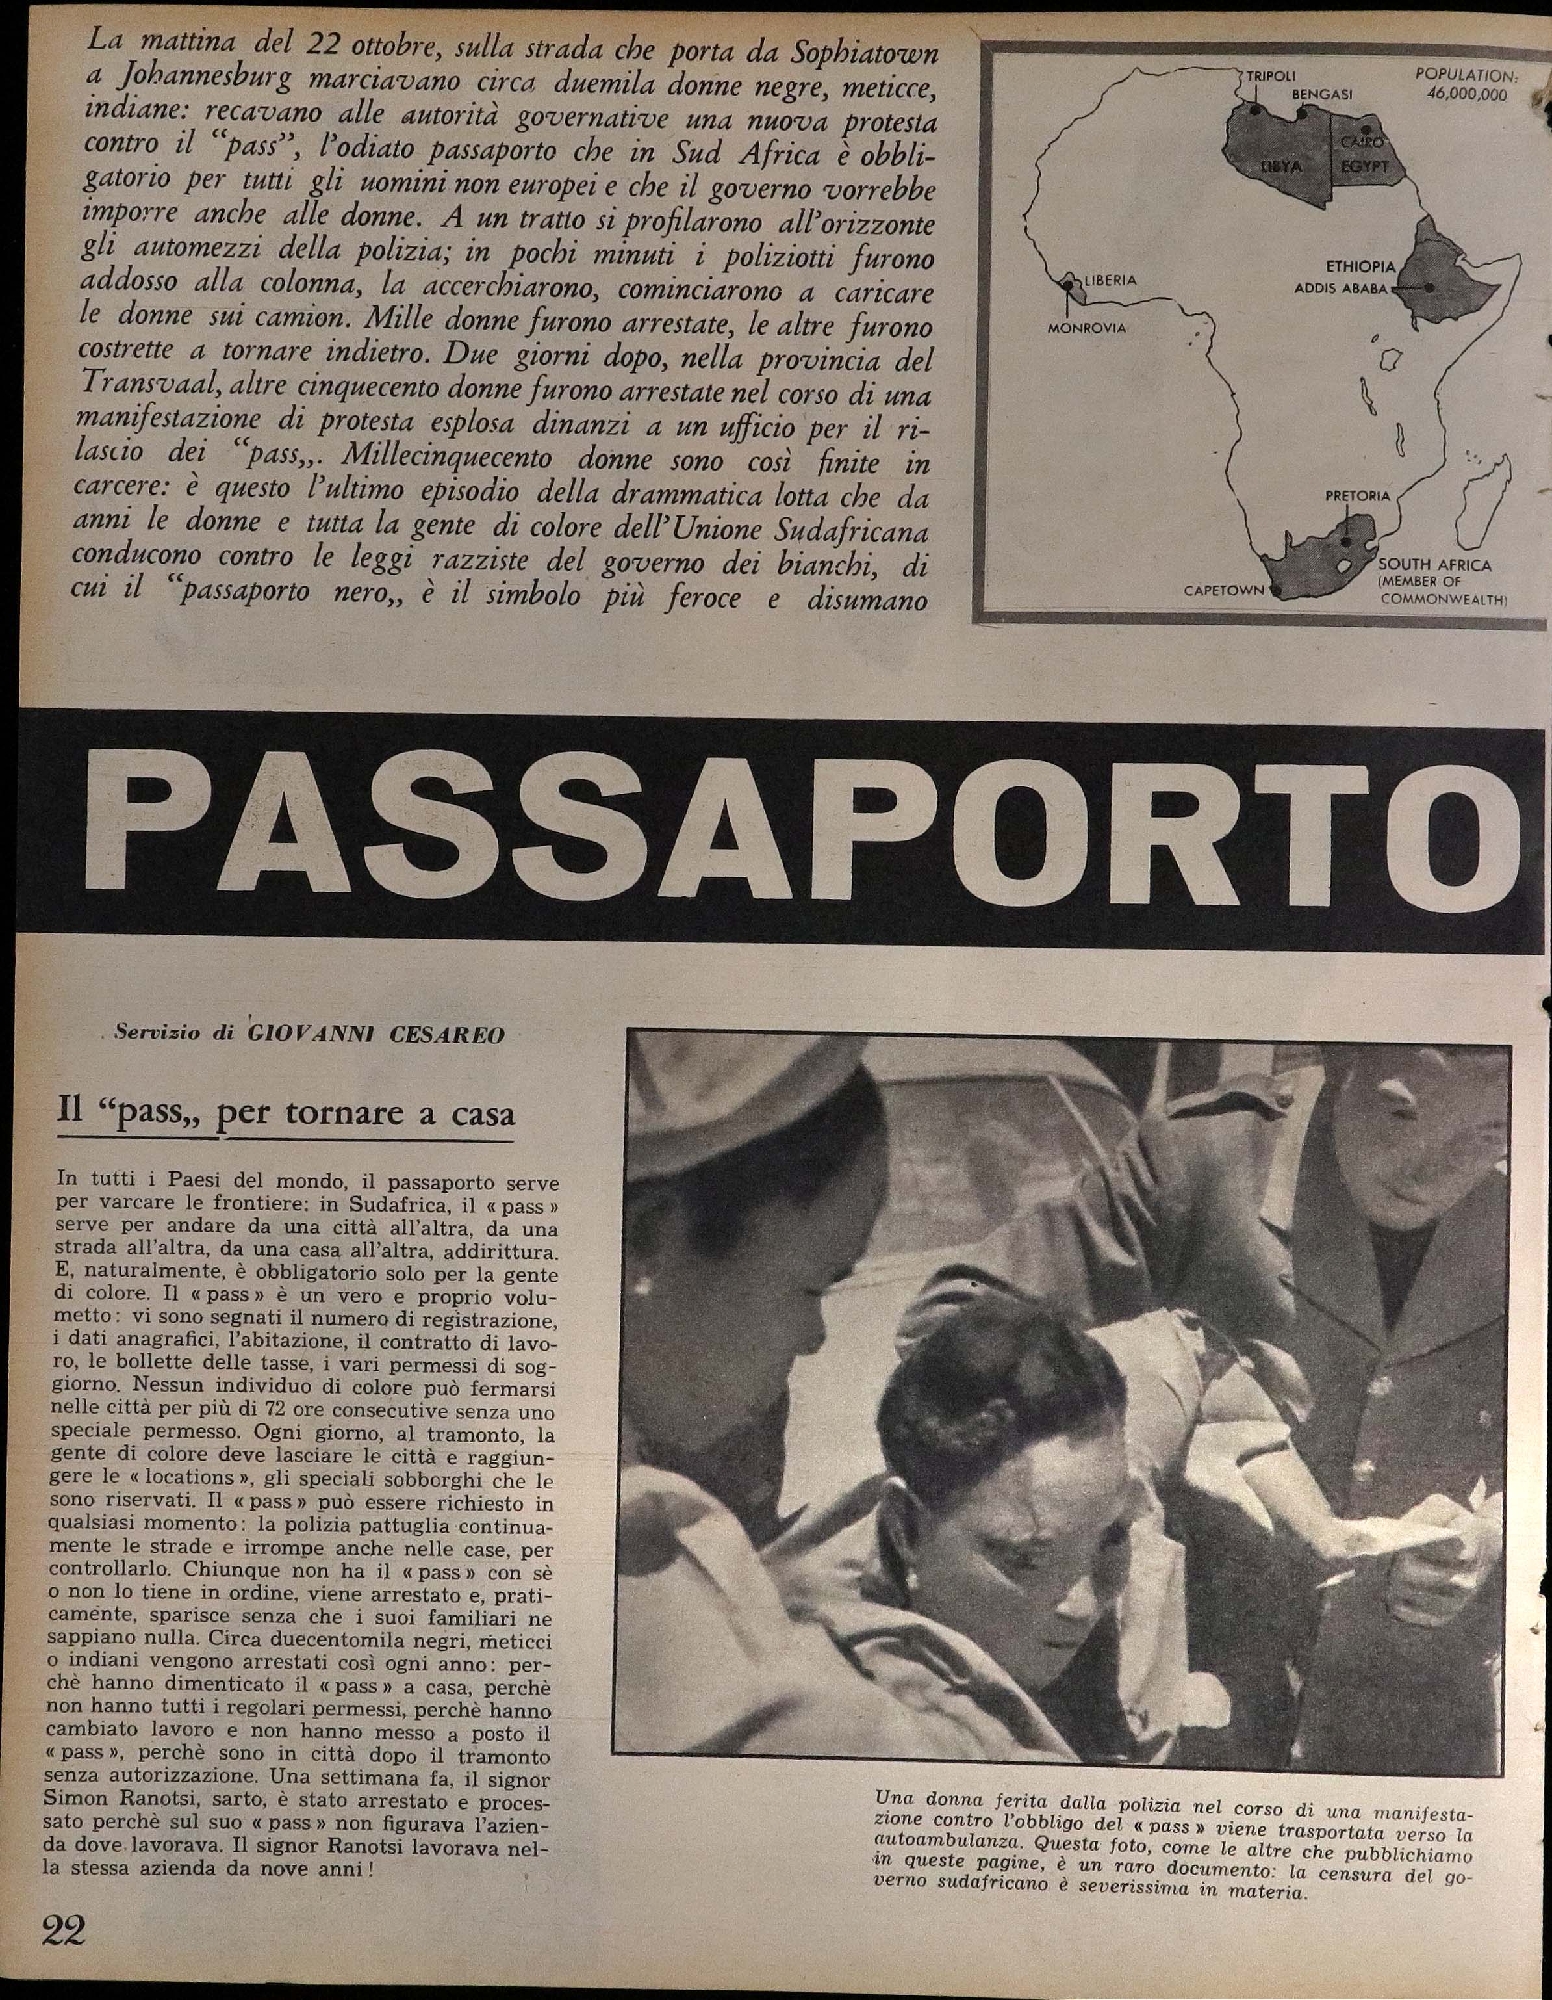 La mattina del 22 ottobre, sulla strada che porta da Sophiatown
a Johannesburg marciavano circa duemila donne negre, meticce,
indiane: recavano alle autorità governative una nuova protesta
contro il “pass”, l'odiato passaporto che in Sud Africa è obbli-
gatorio per tutti gli uomini non europei e che il governo vorrebbe
imporre anche alle donne. A un tratto si profilarono all'orizzonte
gli automezzi della polizia; in pochi minuti i poliziotti furono
addosso alla colonna, la accerchiarono, cominciarono a caricare
le donne sui camion. Mille donne furono arrestate, le altre furono
costrette a tornare indietro. Due giorni dopo, nella provincia del
Transvaal, altre cinquecento donne furono arrestate nel corso di una
manifestazione di protesta esplosa dinanzi a un ufficio per il ri-
lascio dei “pass„. Millecinquecento donne sono così finite in
carcere: è questo l'ultimo episodio della drammatica lotta che da
anni le donne e tutta la gente di colore dell'Unione Sudafricana
conducono contro le leggi razziste del governo dei bianchi, di
cui il “passaporto nero„ è il simbolo più feroce e disumano
TRIPOLI
BENGASI
POPULATION:
46,000,000
CAIRO
LIBYA
EGYPT
ETHIOPIA
ADDIS ABABA
LIBERIA
MONROVIA
PRETORIA
SOUTH AFRICA
(MEMBER OF
COMMONWEALTH)
CAPETOWN
PASSAPORTO
Servizio di GIOVANNI CESAREO
Il “pass„ per tornare a casa
In tutti i Paesi del mondo, il passaporto serve
per varcare le frontiere: in Sudafrica, il « pass »
serve per andare da una città all'altra, da una
strada all'altra, da una casa all'altra, addirittura.
E, naturalmente, è obbligatorio solo per la gente
di colore. Il « pass » è un vero e proprio volu-
metto: vi sono segnati il numero di registrazione,
i dati anagrafici, l'abitazione, il contratto di lavo-
ro, le bollette delle tasse, i vari permessi di sog-
giorno. Nessun individuo di colore può fermarsi
nelle città per più di 72 ore consecutive senza uno
speciale permesso. Ogni giorno, al tramonto, la
gente di colore deve lasciare le città e raggiun-
gere le « locations », gli speciali sobborghi che le
sono riservati. Il « pass » può essere richiesto in
qualsiasi momento: la polizia pattuglia continua-
mente le strade e irrompe anche nelle case, per
controllarlo. Chiunque non ha il « pass » con sè
o non lo tiene in ordine, viene arrestato e, prati-
camente, sparisce senza che i suoi familiari ne
sappiano nulla. Circa duecentomila negri, meticci
o indiani vengono arrestati così ogni anno: per-
chè hanno dimenticato il « pass » a casa, perchè
non hanno tutti i regolari permessi, perchè hanno
cambiato lavoro e non hanno messo a posto il
« pass », perchè sono in città dopo il tramonto
senza autorizzazione. Una settimana fa, il signor
Simon Ranotsi, sarto, è stato arrestato e proces-
sato perchè sul suo « pass » non figurava l'azien-
da dove lavorava. Il signor Ranotsi lavorava nel-
la stessa azienda da nove anni!
Una donna ferita dalla polizia nel corso di una manifesta-
zione contro l'obbligo del « pass » viene trasportata verso la
autoambulanza. Questa foto, come le altre che pubblichiamo
in queste pagine, è un raro documento: la censura del go-
verno sudafricano è severissima in materia.
22